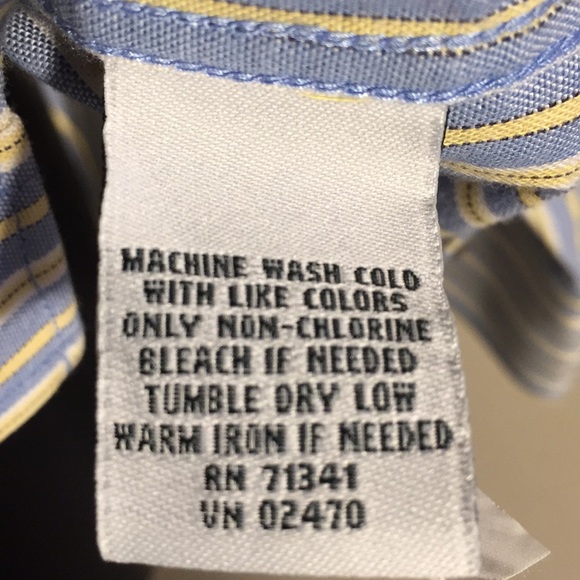 MACHINE WASH COLD
WITH LIKE COLORS
ONLY NON-CHLORINE
BLEACH IF NEEDED
TUMBLE DRY LOW
WARM IRON IF NEEDED
RN 71341
VN 02470